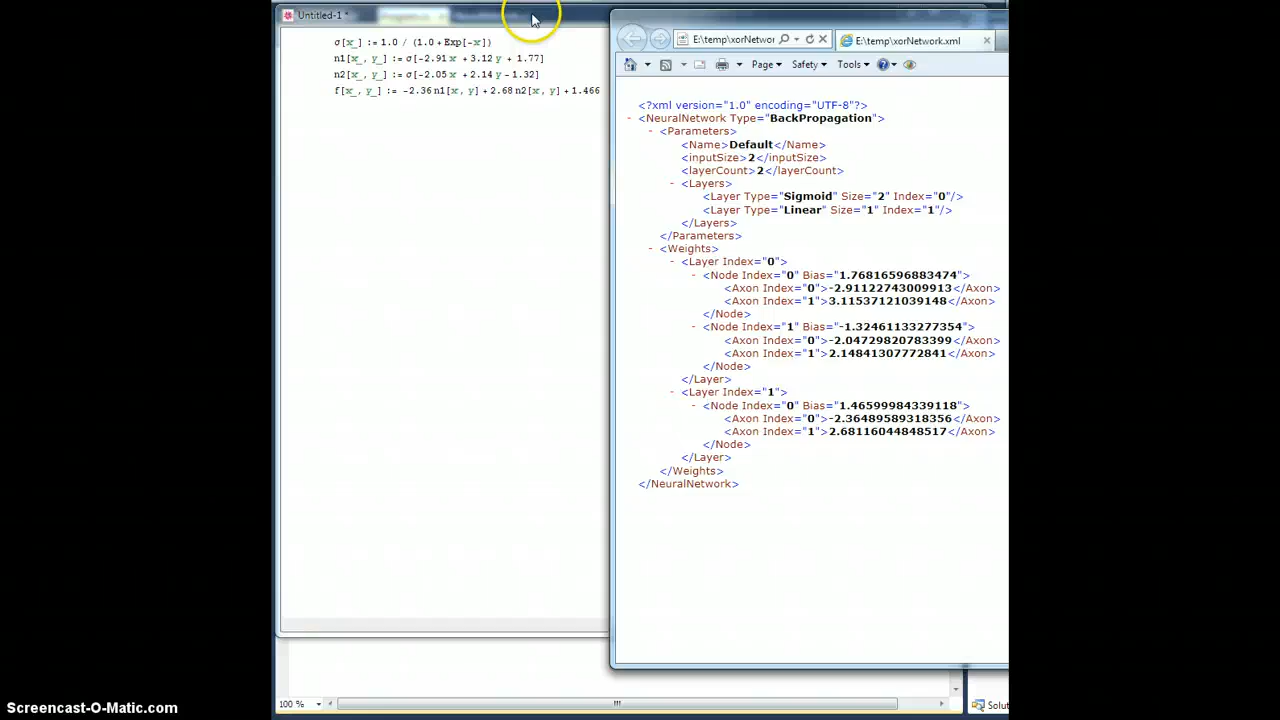 Untitled-1 *
σ[x_] := 1.0 / (1.0 + Exp[-x])
n1[x_, y_] := σ[-2.91 x + 3.12 y + 1.77]
n2[x_, y_] := σ[-2.05 x + 2.14 y - 1.32]
f[x_, y_] := -2.36 n1[x, y] + 2.68 n2[x, y] + 1.466
100 %
E:\temp\xorNetwor
E:\temp\xorNetwork.xml
Page Safety Tools
<?xml version="1.0" encoding="UTF-8"?>
- <NeuralNetwork Type="BackPropagation">
- <Parameters>
<Name>Default</Name>
<inputSize>2</inputSize>
<layerCount>2</layerCount>
- <Layers>
<Layer Type="Sigmoid" Size="2" Index="0"/>
<Layer Type="Linear" Size="1" Index="1"/>
</Layers>
</Parameters>
- <Weights>
- <Layer Index="0">
- <Node Index="0" Bias="1.76816596883474">
<Axon Index="0">-2.91122743009913</Axon>
<Axon Index="1">3.11537121039148</Axon>
</Node>
- <Node Index="1" Bias="-1.32461133277354">
<Axon Index="0">-2.04729820783399</Axon>
<Axon Index="1">2.14841307772841</Axon>
</Node>
</Layer>
- <Layer Index="1">
- <Node Index="0" Bias="1.46599984339118">
<Axon Index="0">-2.36489589318356</Axon>
<Axon Index="1">2.68116044848517</Axon>
</Node>
</Layer>
</Weights>
</NeuralNetwork>
Solut
Screencast-O-Matic.com